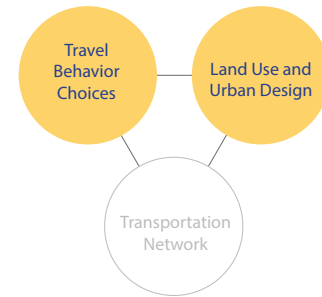 Travel
Behavior
Choices
Land Use and
Urban Design
Transportation
Network